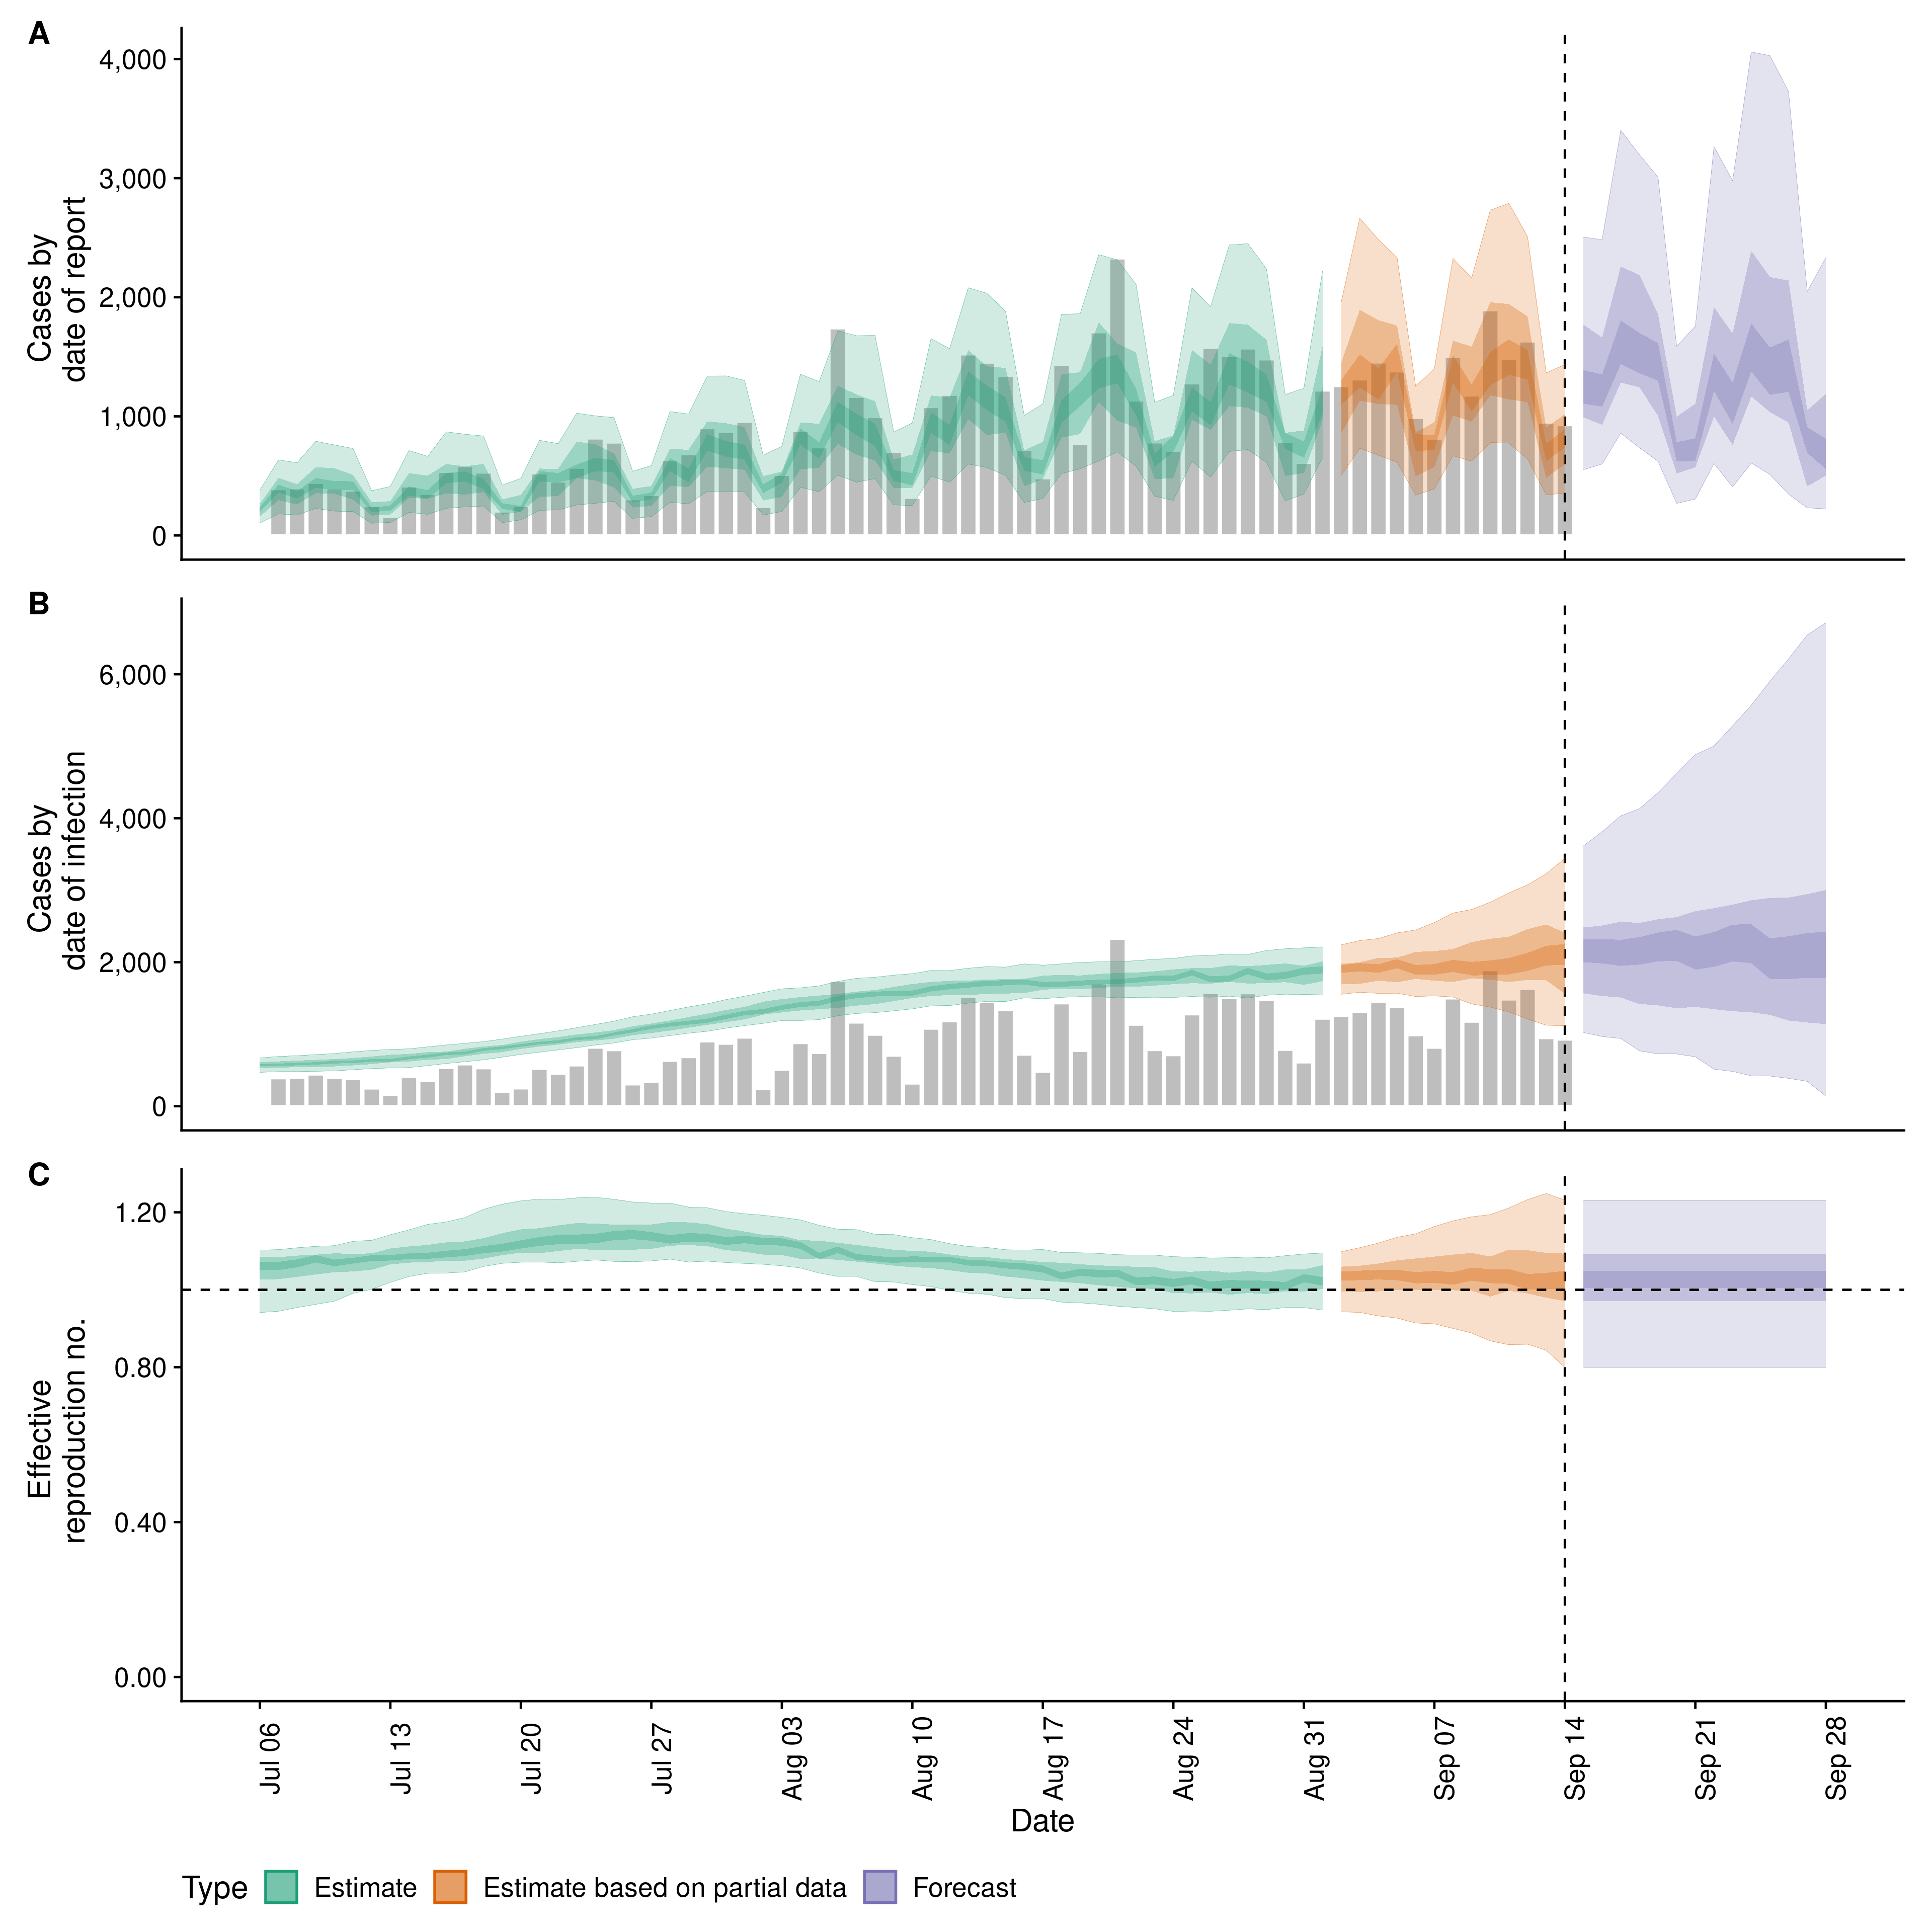 A
Cases by
date of report
4,000
3,000
2,000
1,000
0
B
Cases by
date of infection
6,000
4,000
2,000
0
C
Effective
reproduction no.
1.20
0.80
0.40
0.00
Jul 06
Jul 13
Jul 20
Jul 27
Aug 03
Aug 10
Aug 17
Aug 24
Aug 31
Sep 07
Sep 14
Sep 21
Sep 28
Date
Type Estimate Estimate based on partial data Forecast